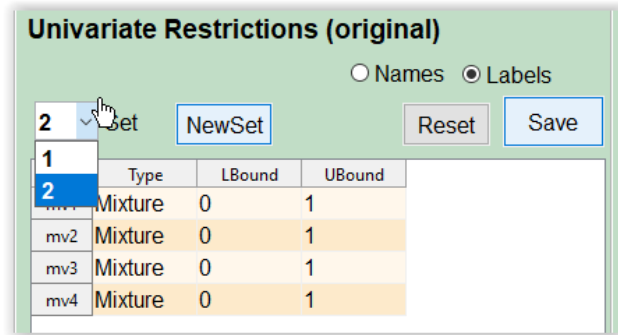 Univariate Restrictions (original)
Names Labels
2 Set NewSet Reset Save
1
2
Type LBound UBound
Mixture 0 1
mv2 Mixture 0 1
mv3 Mixture 0 1
mv4 Mixture 0 1